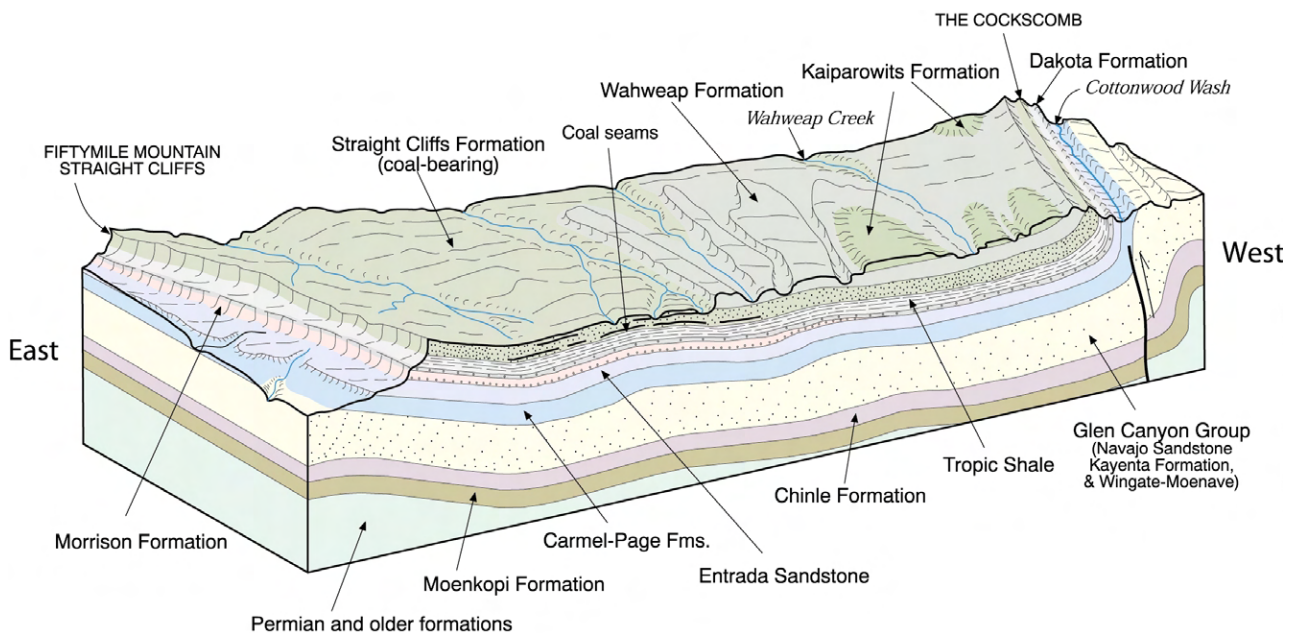 THE COCKSCOMB
Dakota Formation
Kaiparowits Formation
Cottonwood Wash
Wahweap Formation
Wahweap Creek
Coal seams
Straight Cliffs Formation
(coal-bearing)
FIFTYMILE MOUNTAIN
STRAIGHT CLIFFS
West
East
Glen Canyon Group
(Navajo Sandstone
Kayenta Formation,
& Wingate-Moenave)
Tropic Shale
Chinle Formation
Morrison Formation
Carmel-Page Fms.
Entrada Sandstone
Moenkopi Formation
Permian and older formations